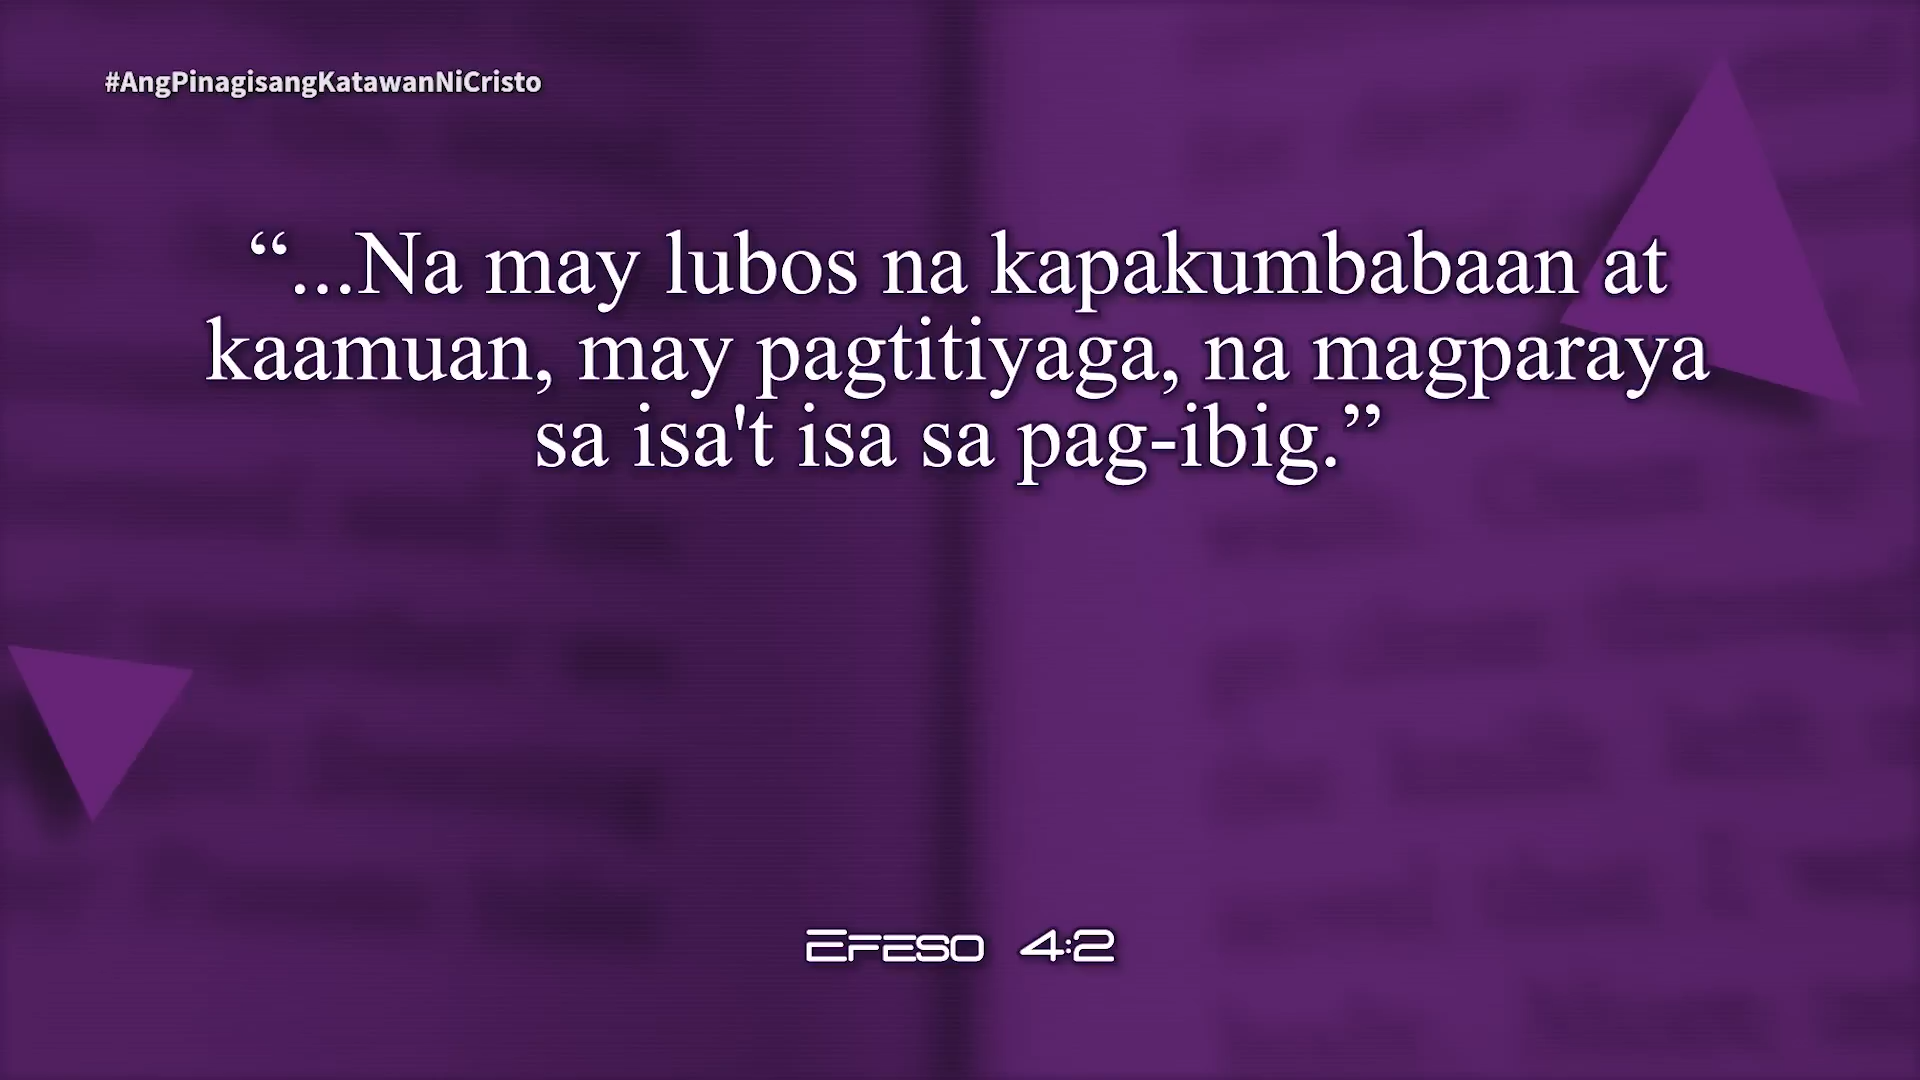 #AngPinagisangKatawanNiCristo
“...Na may lubos na kapakumbabaan at
kaamuan, may pagtitiyaga, na magparaya
sa isa't isa sa pag-ibig.”
Efeso 4:2